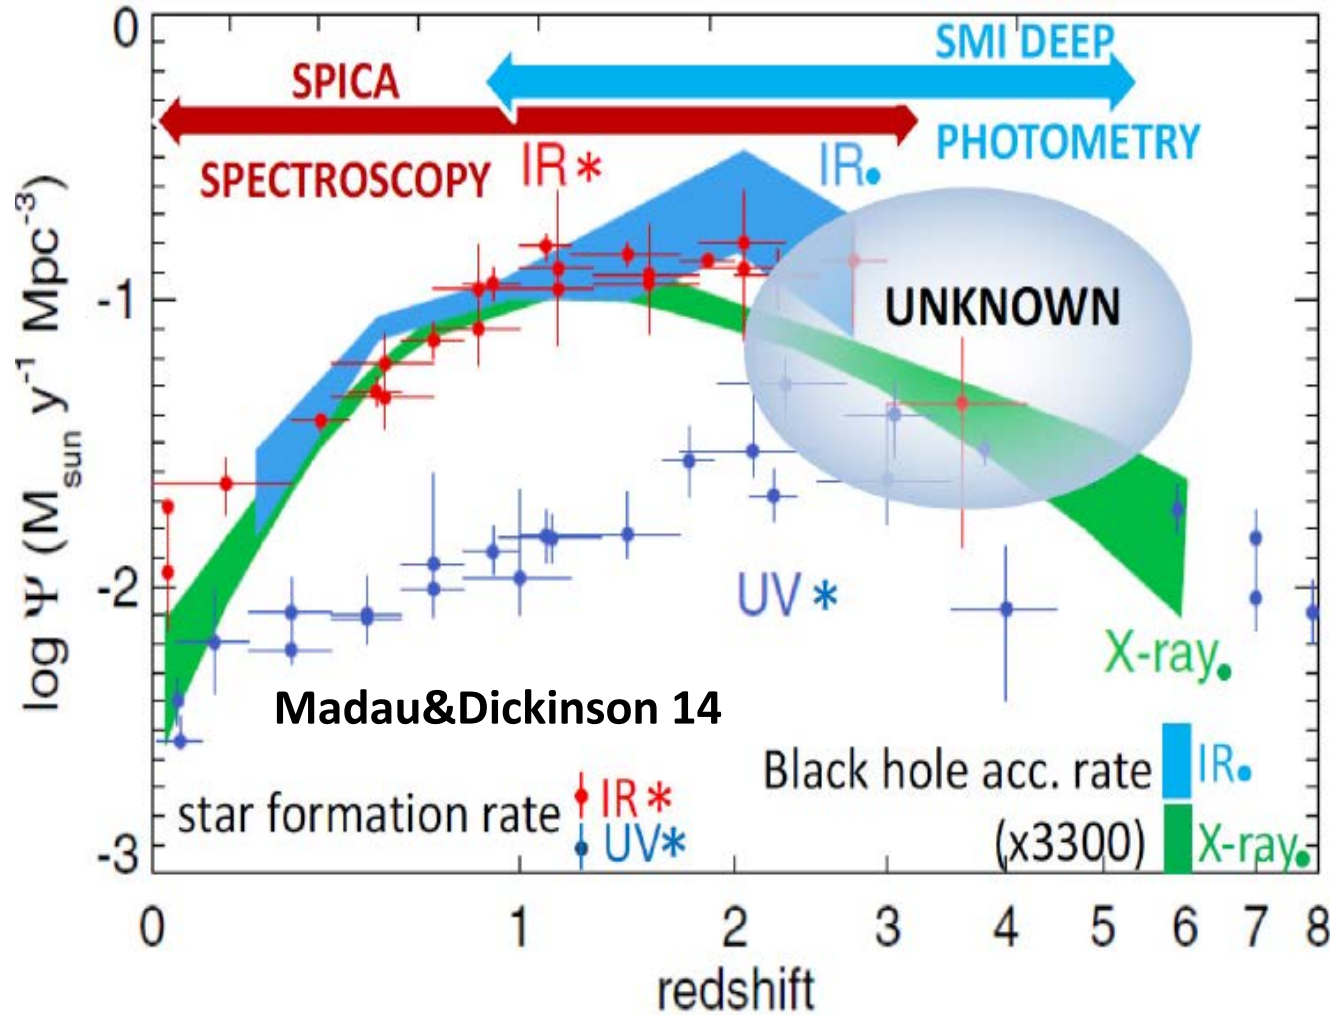 0
-1
-2
-3
log Ψ (M_sun y^-1 Mpc^-3)
SMI DEEP
SPICA
PHOTOMETRY
SPECTROSCOPY
IR*
IR●
UNKNOWN
UV*
X-ray●
Madau&Dickinson 14
star formation rate
IR*
UV*
Black hole acc. rate
(x3300)
IR●
X-ray●
0 1 2 3 4 5 6 7 8
redshift